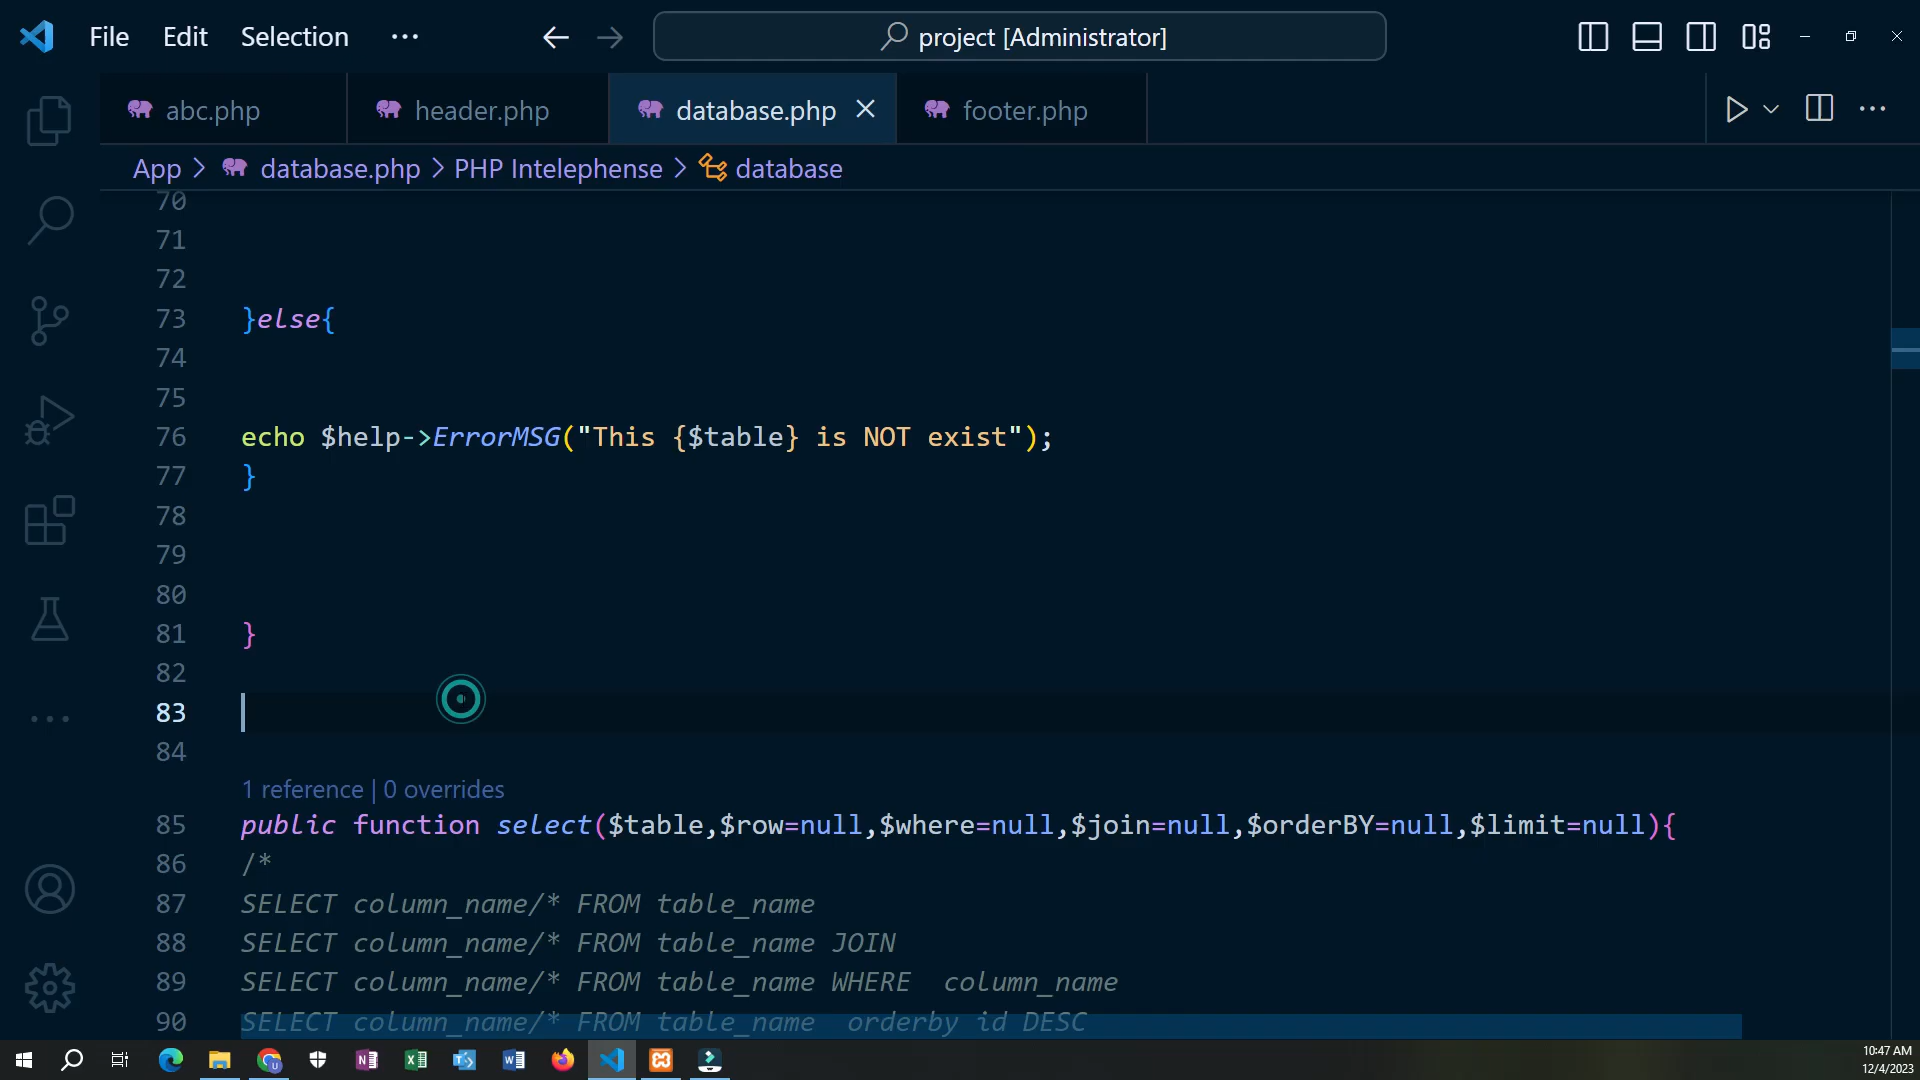 File Edit Selection ··· project [Administrator]
abc.php header.php database.php footer.php
App > database.php > PHP Intelephense > database
70
71
72
73 }else{
74
75
76 echo $help->ErrorMSG("This {$table} is NOT exist");
77 }
78
79
80
81 }
82
83
84
1 reference | 0 overrides
85 public function select($table,$row=null,$where=null,$join=null,$orderBY=null,$limit=null){
86 /*
87 SELECT column_name/* FROM table_name
88 SELECT column_name/* FROM table_name JOIN
89 SELECT column_name/* FROM table_name WHERE  column_name
90 SELECT column_name/* FROM table_name  orderby id DESC
10:47 AM
12/4/2023